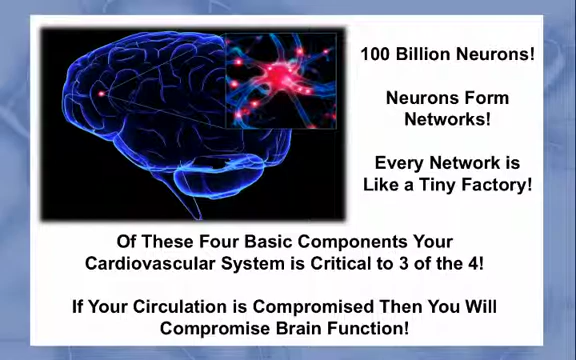 100 Billion Neurons!
Neurons Form
Networks!
Every Network is
Like a Tiny Factory!
Of These Four Basic Components Your
Cardiovascular System is Critical to 3 of the 4!
If Your Circulation is Compromised Then You Will
Compromise Brain Function!